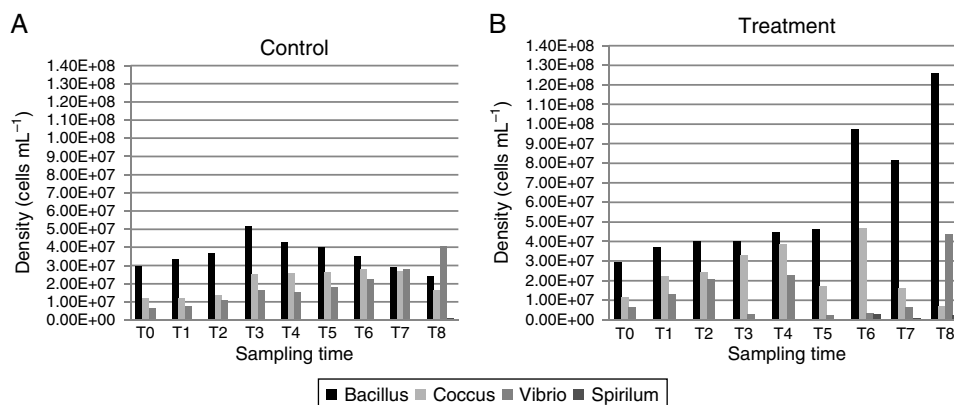 A
Control
1.40E+08
1.30E+08
1.20E+08
1.10E+08
1.00E+08
9.00E+07
8.00E+07
7.00E+07
6.00E+07
5.00E+07
4.00E+07
3.00E+07
2.00E+07
1.00E+07
0.00E+00
Density (cells mL⁻¹)
T0 T1 T2 T3 T4 T5 T6 T7 T8
Sampling time
B
Treatment
1.40E+08
1.30E+08
1.20E+08
1.10E+08
1.00E+08
9.00E+07
8.00E+07
7.00E+07
6.00E+07
5.00E+07
4.00E+07
3.00E+07
2.00E+07
1.00E+07
0.00E+00
Density (cells mL⁻¹)
T0 T1 T2 T3 T4 T5 T6 T7 T8
Sampling time
Bacillus Coccus Vibrio Spirilum